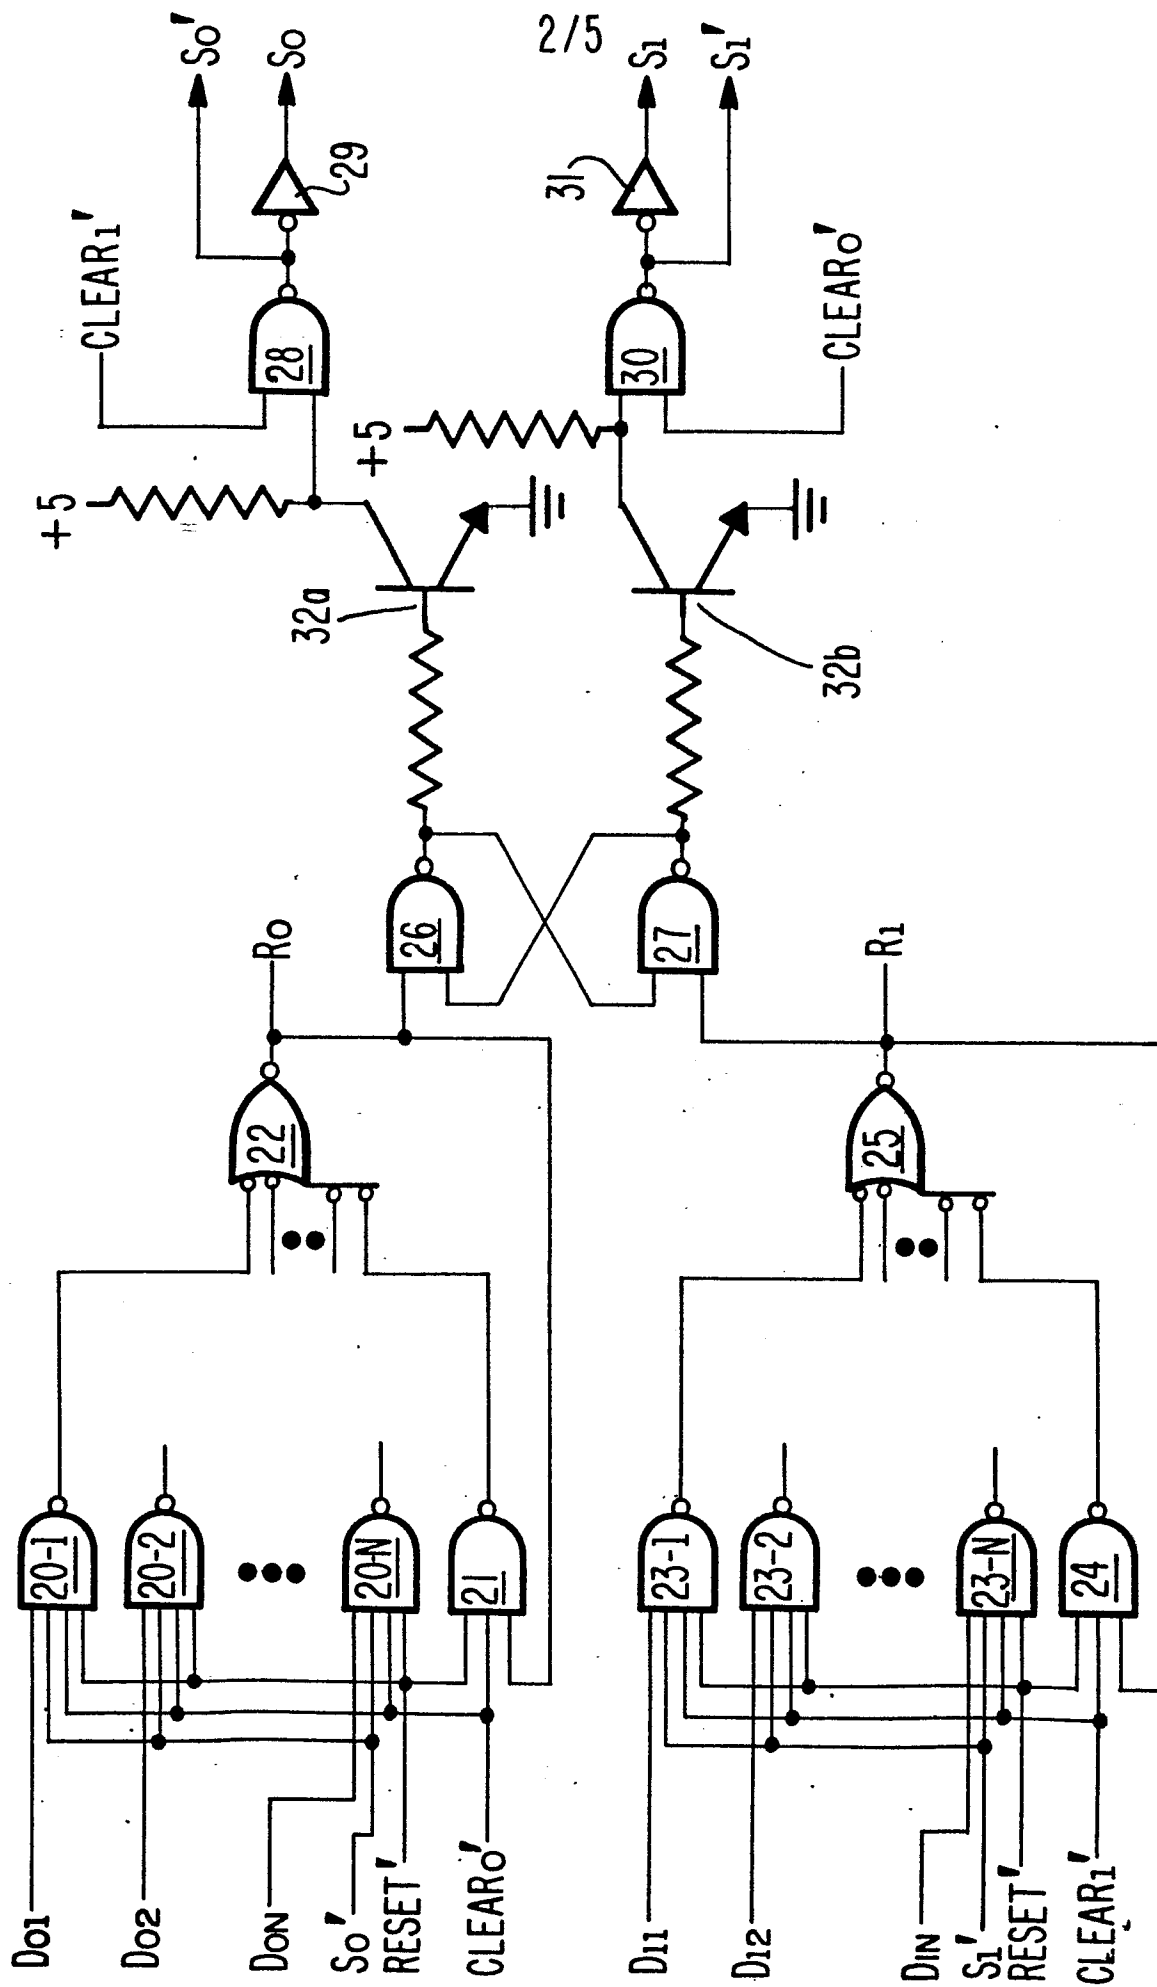 2/5
D01
D02
D0N
S0'
RESET'
CLEAR0'
20-1
20-2
20-N
21
22
R0
26
32a
+5
CLEAR1'
28
29
S0'
S0
D11
D12
DIN
S1'
RESET'
CLEAR1'
23-1
23-2
23-N
24
25
R1
27
32b
+5
30
CLEAR0'
31
S1
S1'